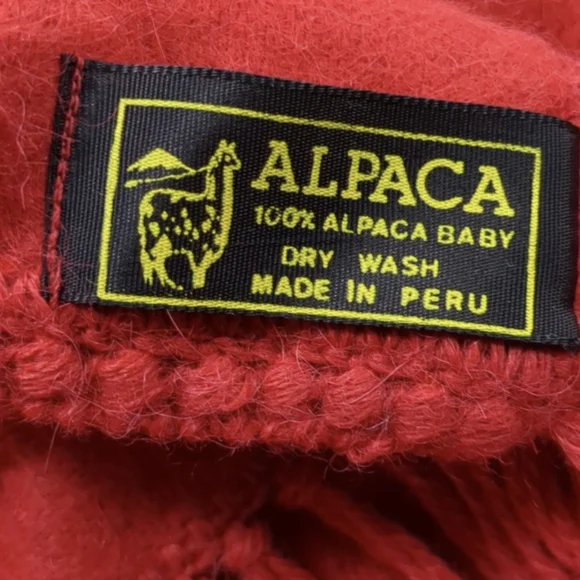 ALPACA
100% ALPACA BABY
DRY WASH
MADE IN PERU